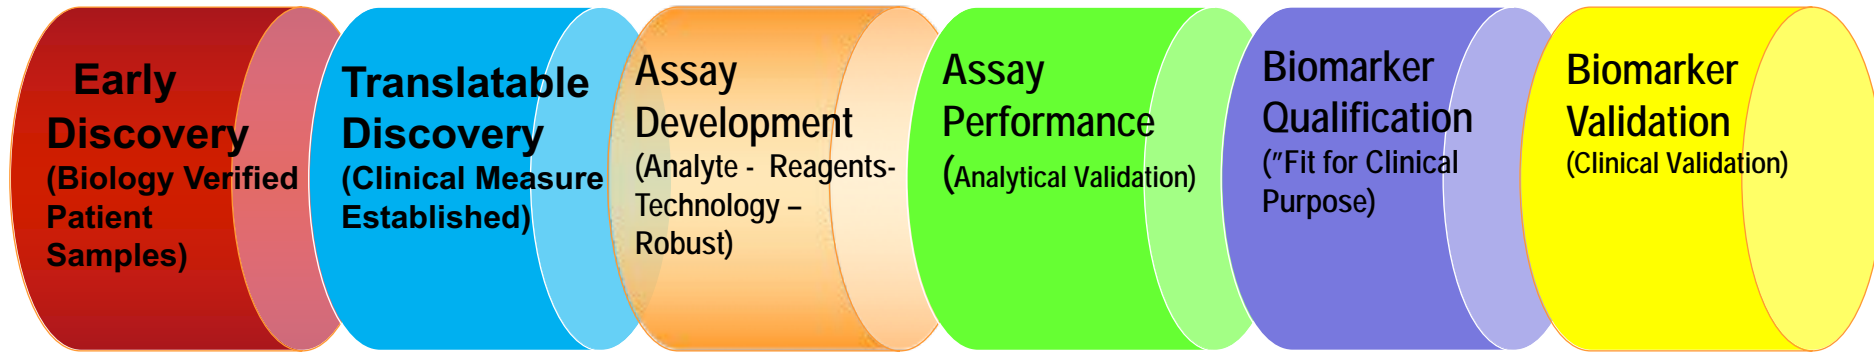 Early
Discovery
(Biology Verified
Patient
Samples)
Translatable
Discovery
(Clinical Measure
Established)
Assay
Development
(Analyte - Reagents-
Technology –
Robust)
Assay
Performance
(Analytical Validation)
Biomarker
Qualification
("Fit for Clinical
Purpose)
Biomarker
Validation
(Clinical Validation)